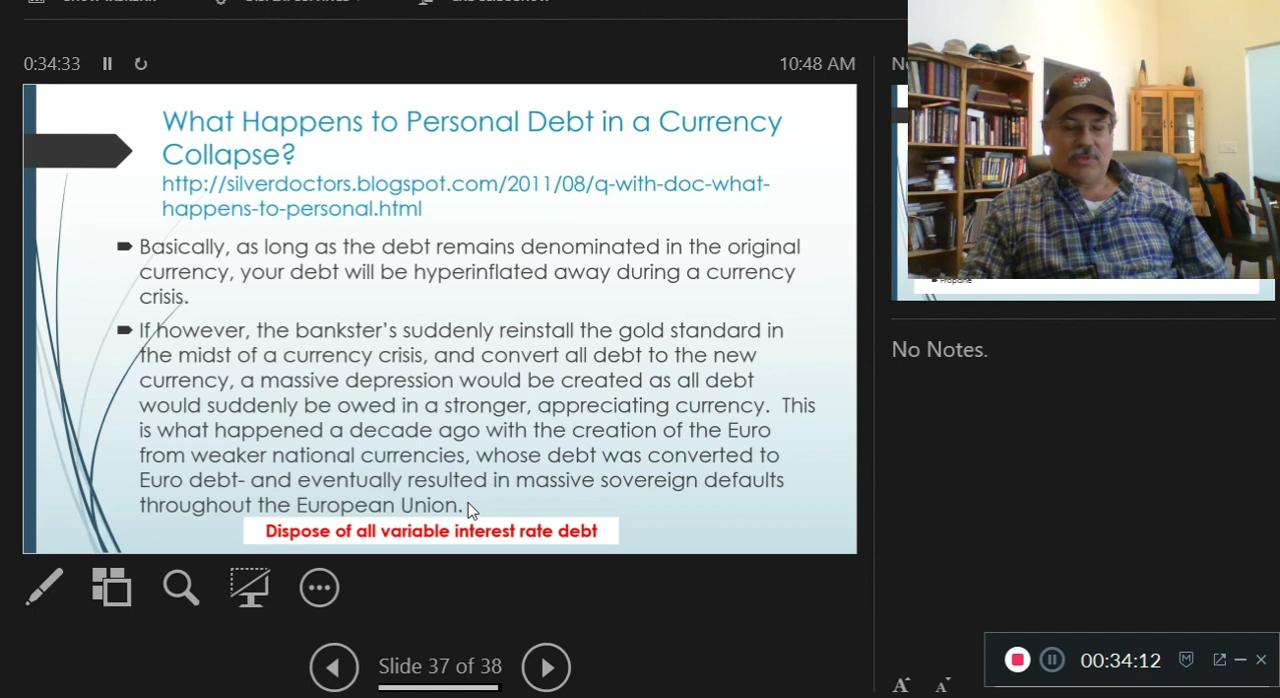 0:34:33
10:48 AM
What Happens to Personal Debt in a Currency
Collapse?
http://silverdoctors.blogspot.com/2011/08/q-with-doc-what-
happens-to-personal.html
Basically, as long as the debt remains denominated in the original
currency, your debt will be hyperinflated away during a currency
crisis.
If however, the bankster's suddenly reinstall the gold standard in
the midst of a currency crisis, and convert all debt to the new
currency, a massive depression would be created as all debt
would suddenly be owed in a stronger, appreciating currency.  This
is what happened a decade ago with the creation of the Euro
from weaker national currencies, whose debt was converted to
Euro debt- and eventually resulted in massive sovereign defaults
throughout the European Union.
Dispose of all variable interest rate debt
Propane
No Notes.
Slide 37 of 38
00:34:12
A A